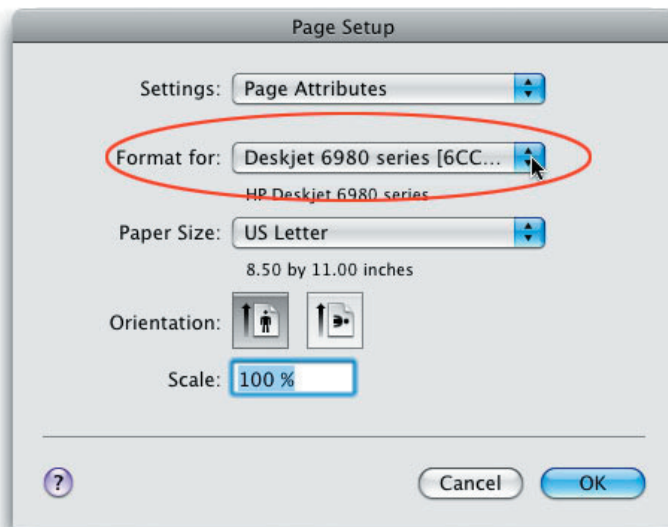 Page Setup
Settings: Page Attributes
Format for: Deskjet 6980 series [6CC...
HP Deskjet 6980 series
Paper Size: US Letter
8.50 by 11.00 inches
Orientation:
Scale: 100 %
?
Cancel OK